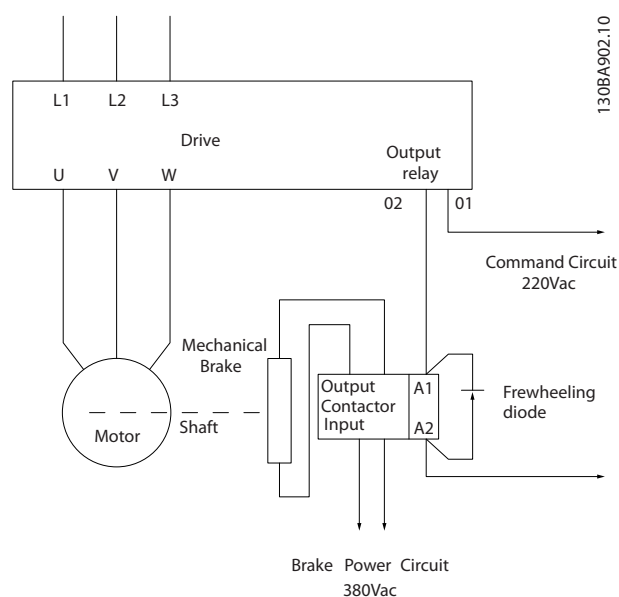 130BA902.10
L1 L2 L3
Drive
U V W
Output
relay
02 01
Command Circuit
220Vac
Mechanical
Brake
Output
Contactor
Input
A1
A2
Frewheeling
diode
Motor
Shaft
Brake Power Circuit
380Vac